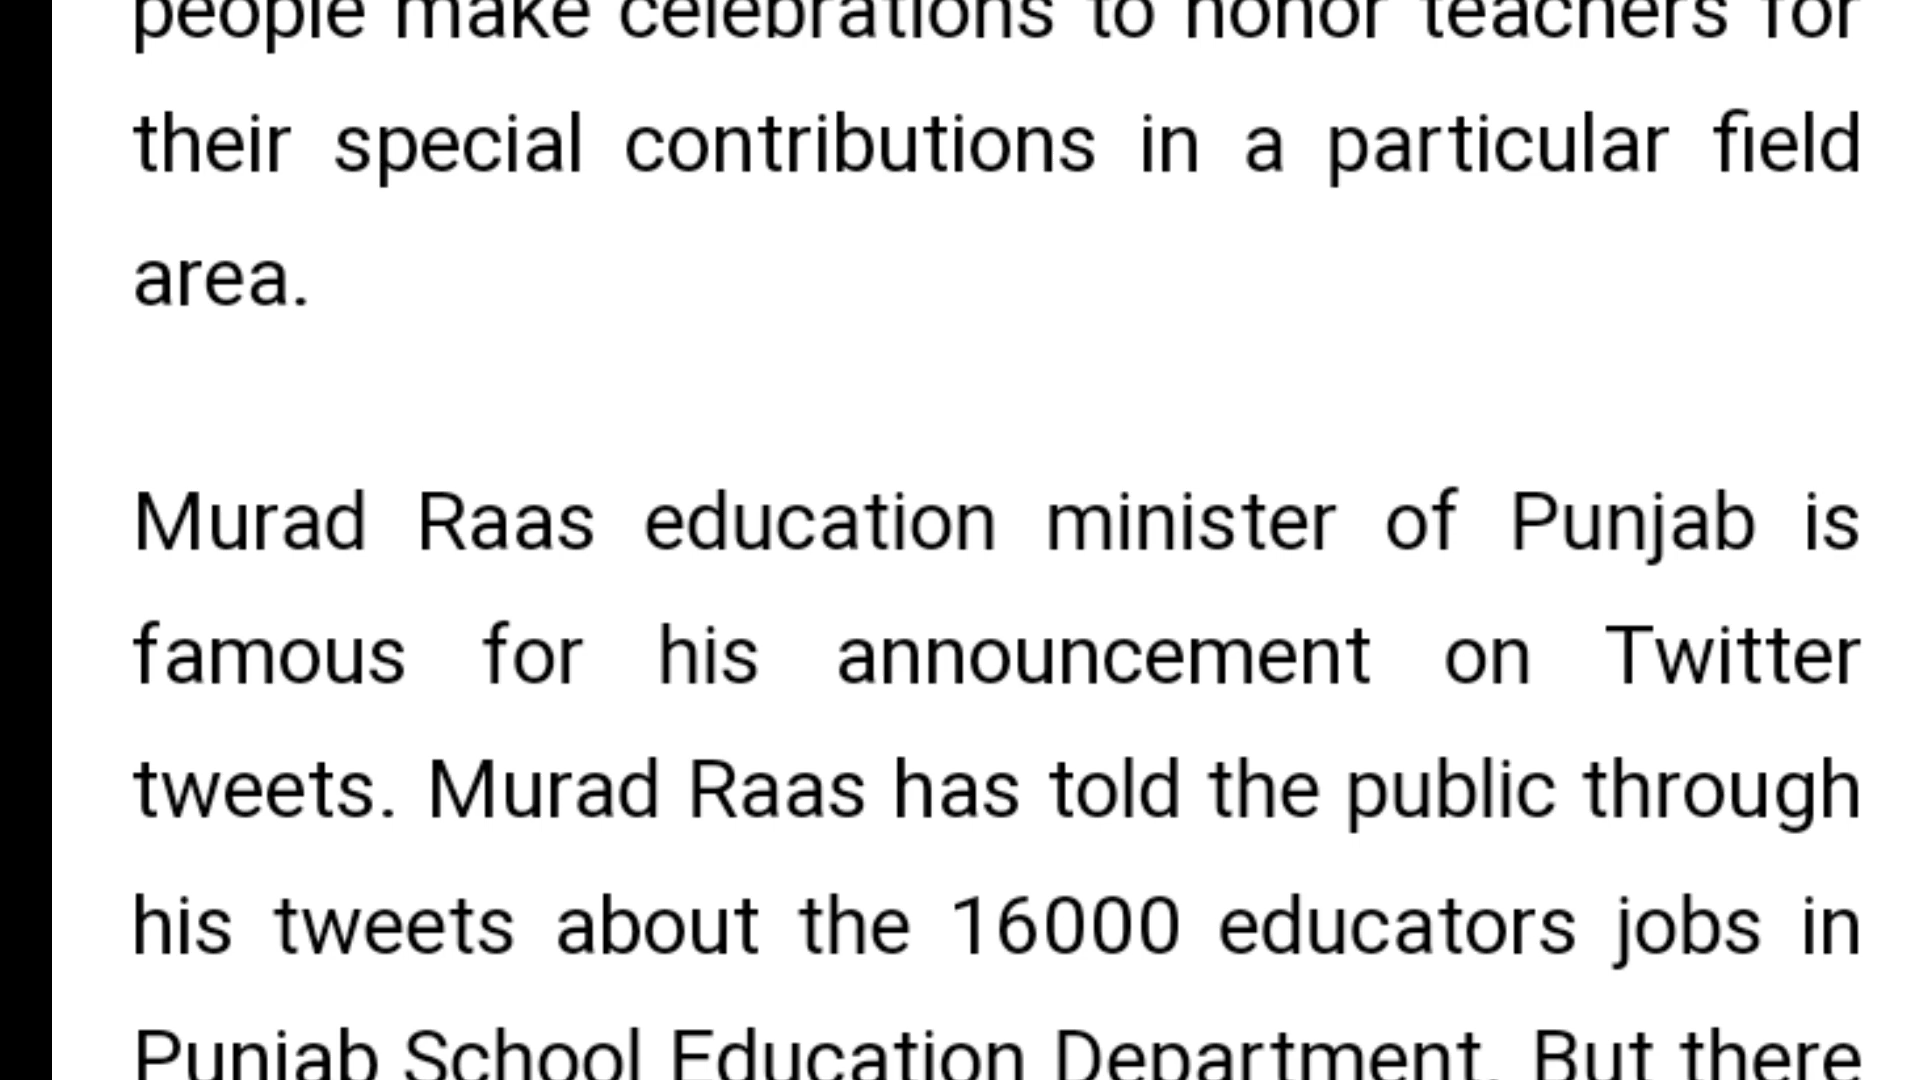 people make celebrations to honor teachers for
their special contributions in a particular field
area.
Murad Raas education minister of Punjab is
famous for his announcement on Twitter
tweets. Murad Raas has told the public through
his tweets about the 16000 educators jobs in
Punjab School Education Department. But there